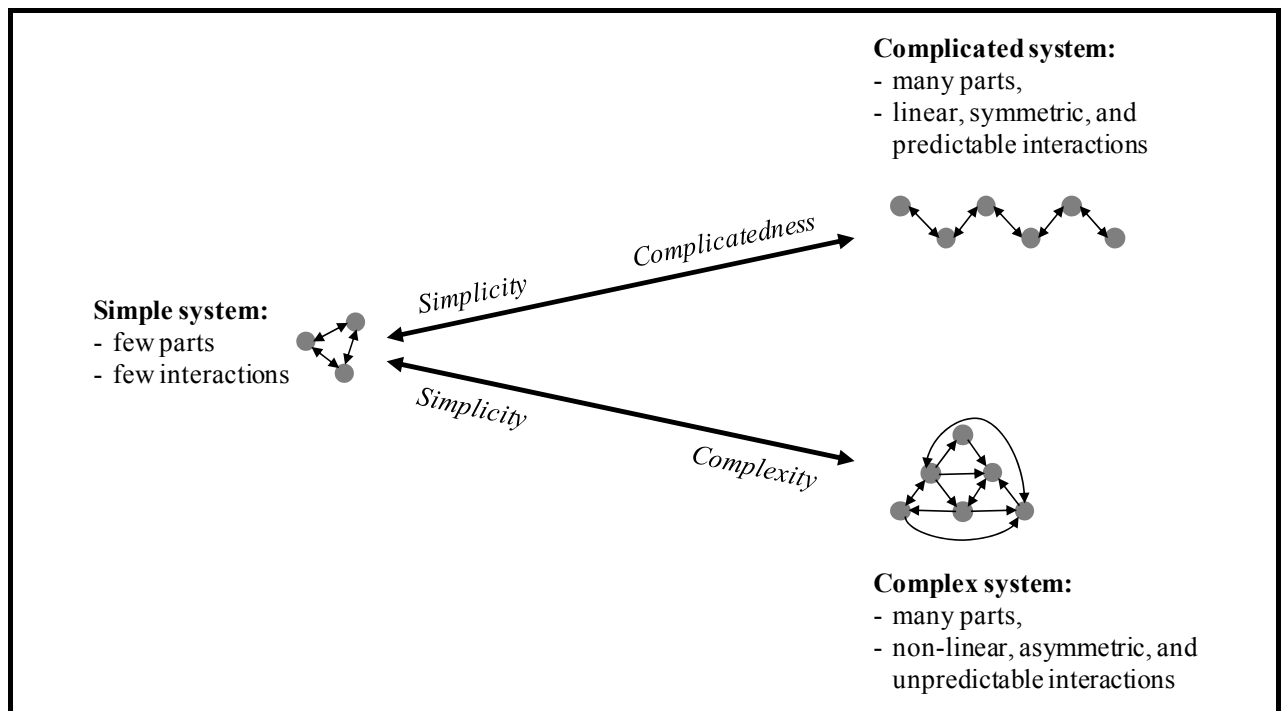 Complicated system:
- many parts,
- linear, symmetric, and
predictable interactions
Complicatedness
Simplicity
Simple system:
- few parts
- few interactions
Simplicity
Complexity
Complex system:
- many parts,
- non-linear, asymmetric, and
unpredictable interactions